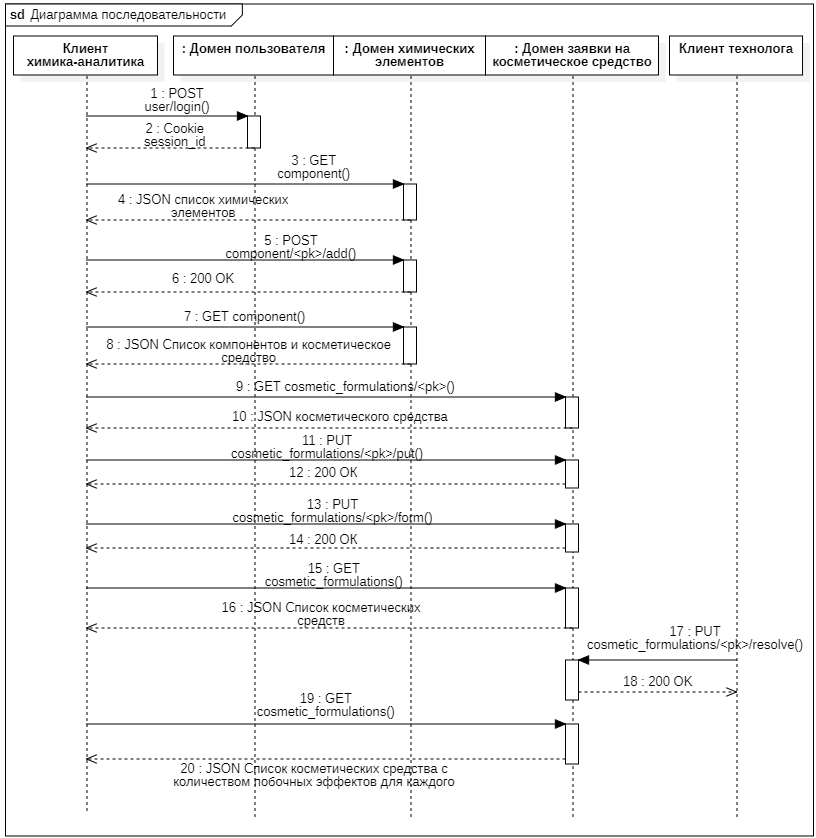 sd Диаграмма последовательности
Клиент
химика-аналитика
: Домен пользователя
: Домен химических
элементов
: Домен заявки на
косметическое средство
Клиент технолога
1 : POST
user/login()
2 : Cookie
session_id
3 : GET
component()
4 : JSON список химических
элементов
5 : POST
component/<pk>/add()
6 : 200 OK
7 : GET component()
8 : JSON Список компонентов и косметическое
средство
9 : GET cosmetic_formulations/<pk>()
10 : JSON косметического средства
11 : PUT
cosmetic_formulations/<pk>/put()
12 : 200 OK
13 : PUT
cosmetic_formulations/<pk>/form()
14 : 200 OK
15 : GET
cosmetic_formulations()
16 : JSON Список косметических
средств
17 : PUT
cosmetic_formulations/<pk>/resolve()
18 : 200 OK
19 : GET
cosmetic_formulations()
20 : JSON Список косметических средства с
количеством побочных эффектов для каждого